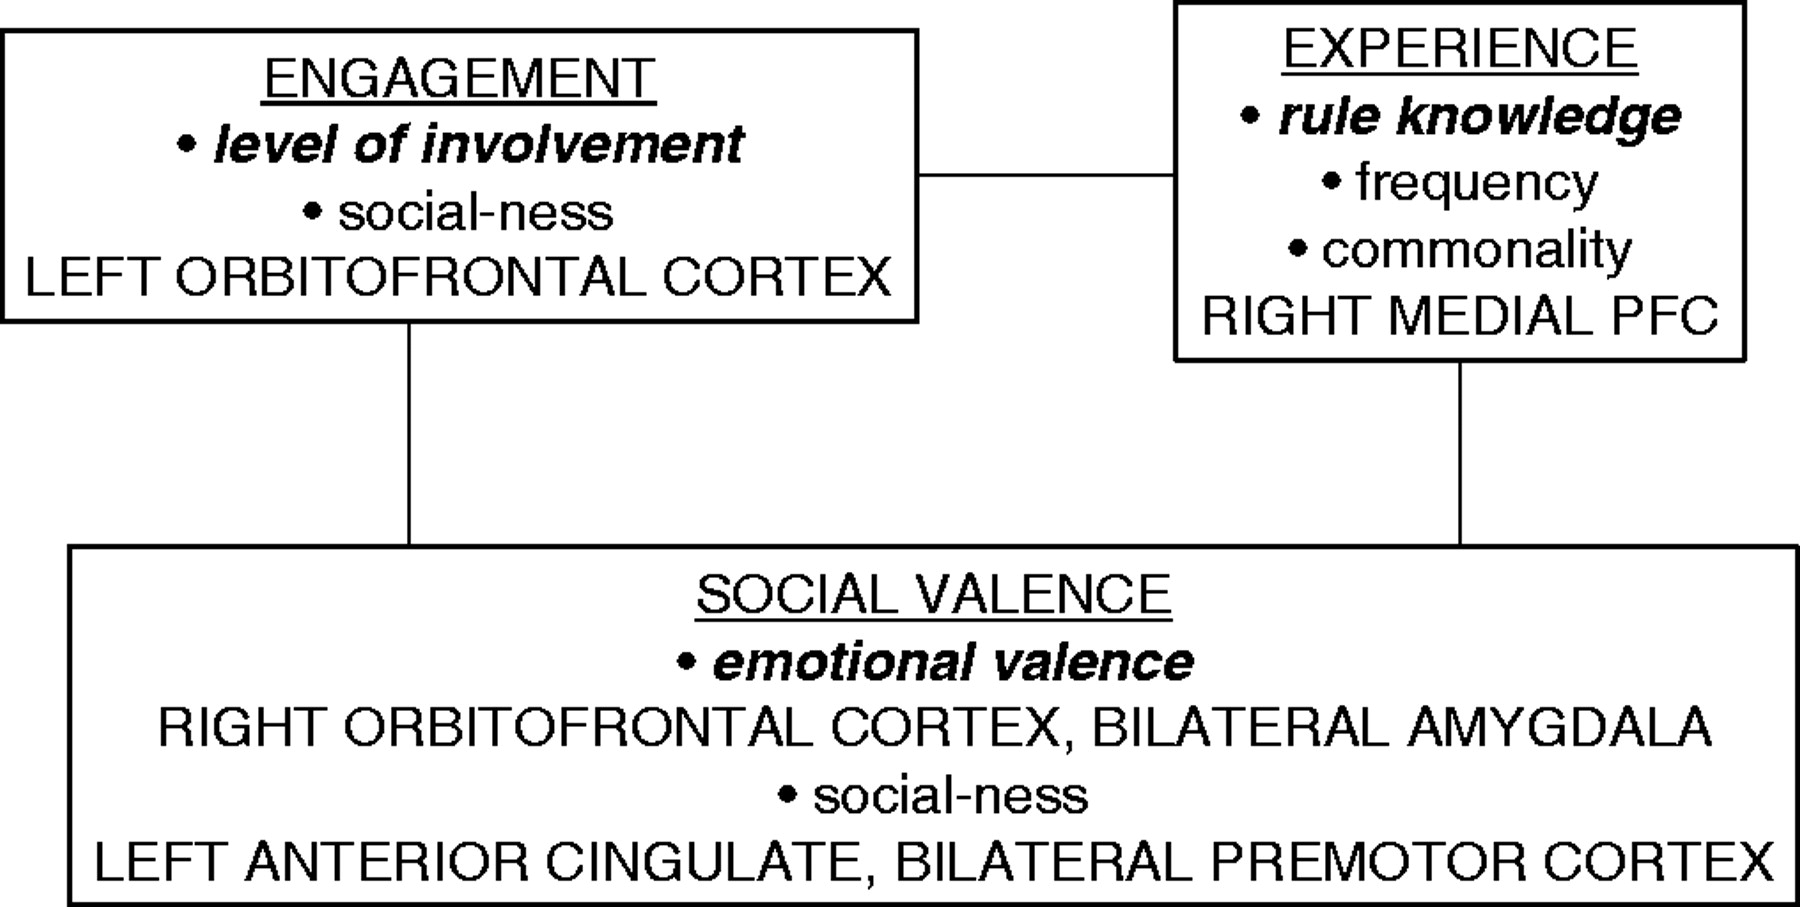 ENGAGEMENT
• level of involvement
• social-ness
LEFT ORBITOFRONTAL CORTEX
EXPERIENCE
• rule knowledge
• frequency
• commonality
RIGHT MEDIAL PFC
SOCIAL VALENCE
• emotional valence
RIGHT ORBITOFRONTAL CORTEX, BILATERAL AMYGDALA
• social-ness
LEFT ANTERIOR CINGULATE, BILATERAL PREMOTOR CORTEX